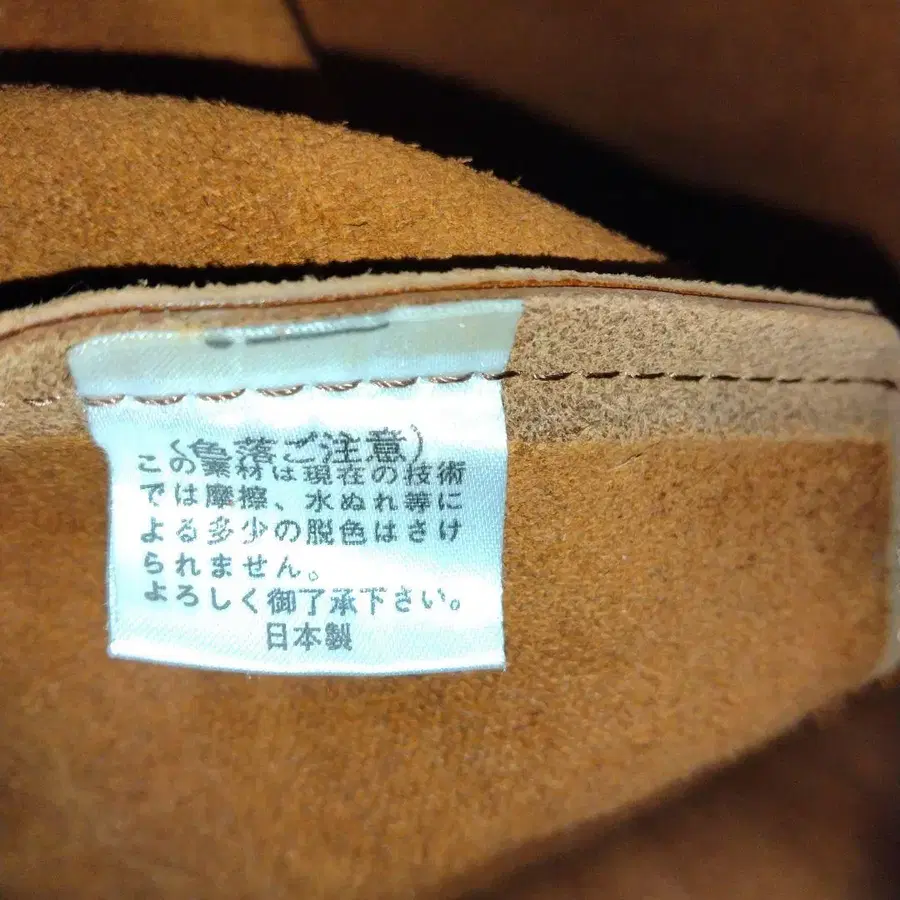 (色落ご注意)
この素材は現在の技術
では摩擦、水ぬれ等に
よる多少の脱色はさけ
られません。
よろしく御了承下さい。
日本製